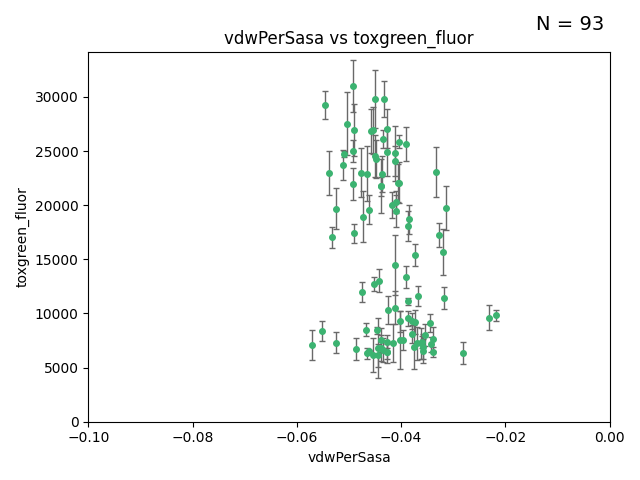 N = 93
vdwPerSasa vs toxgreen_fluor
toxgreen_fluor
30000
25000
20000
15000
10000
5000
0
−0.10 −0.08 −0.06 −0.04 −0.02 0.00
vdwPerSasa